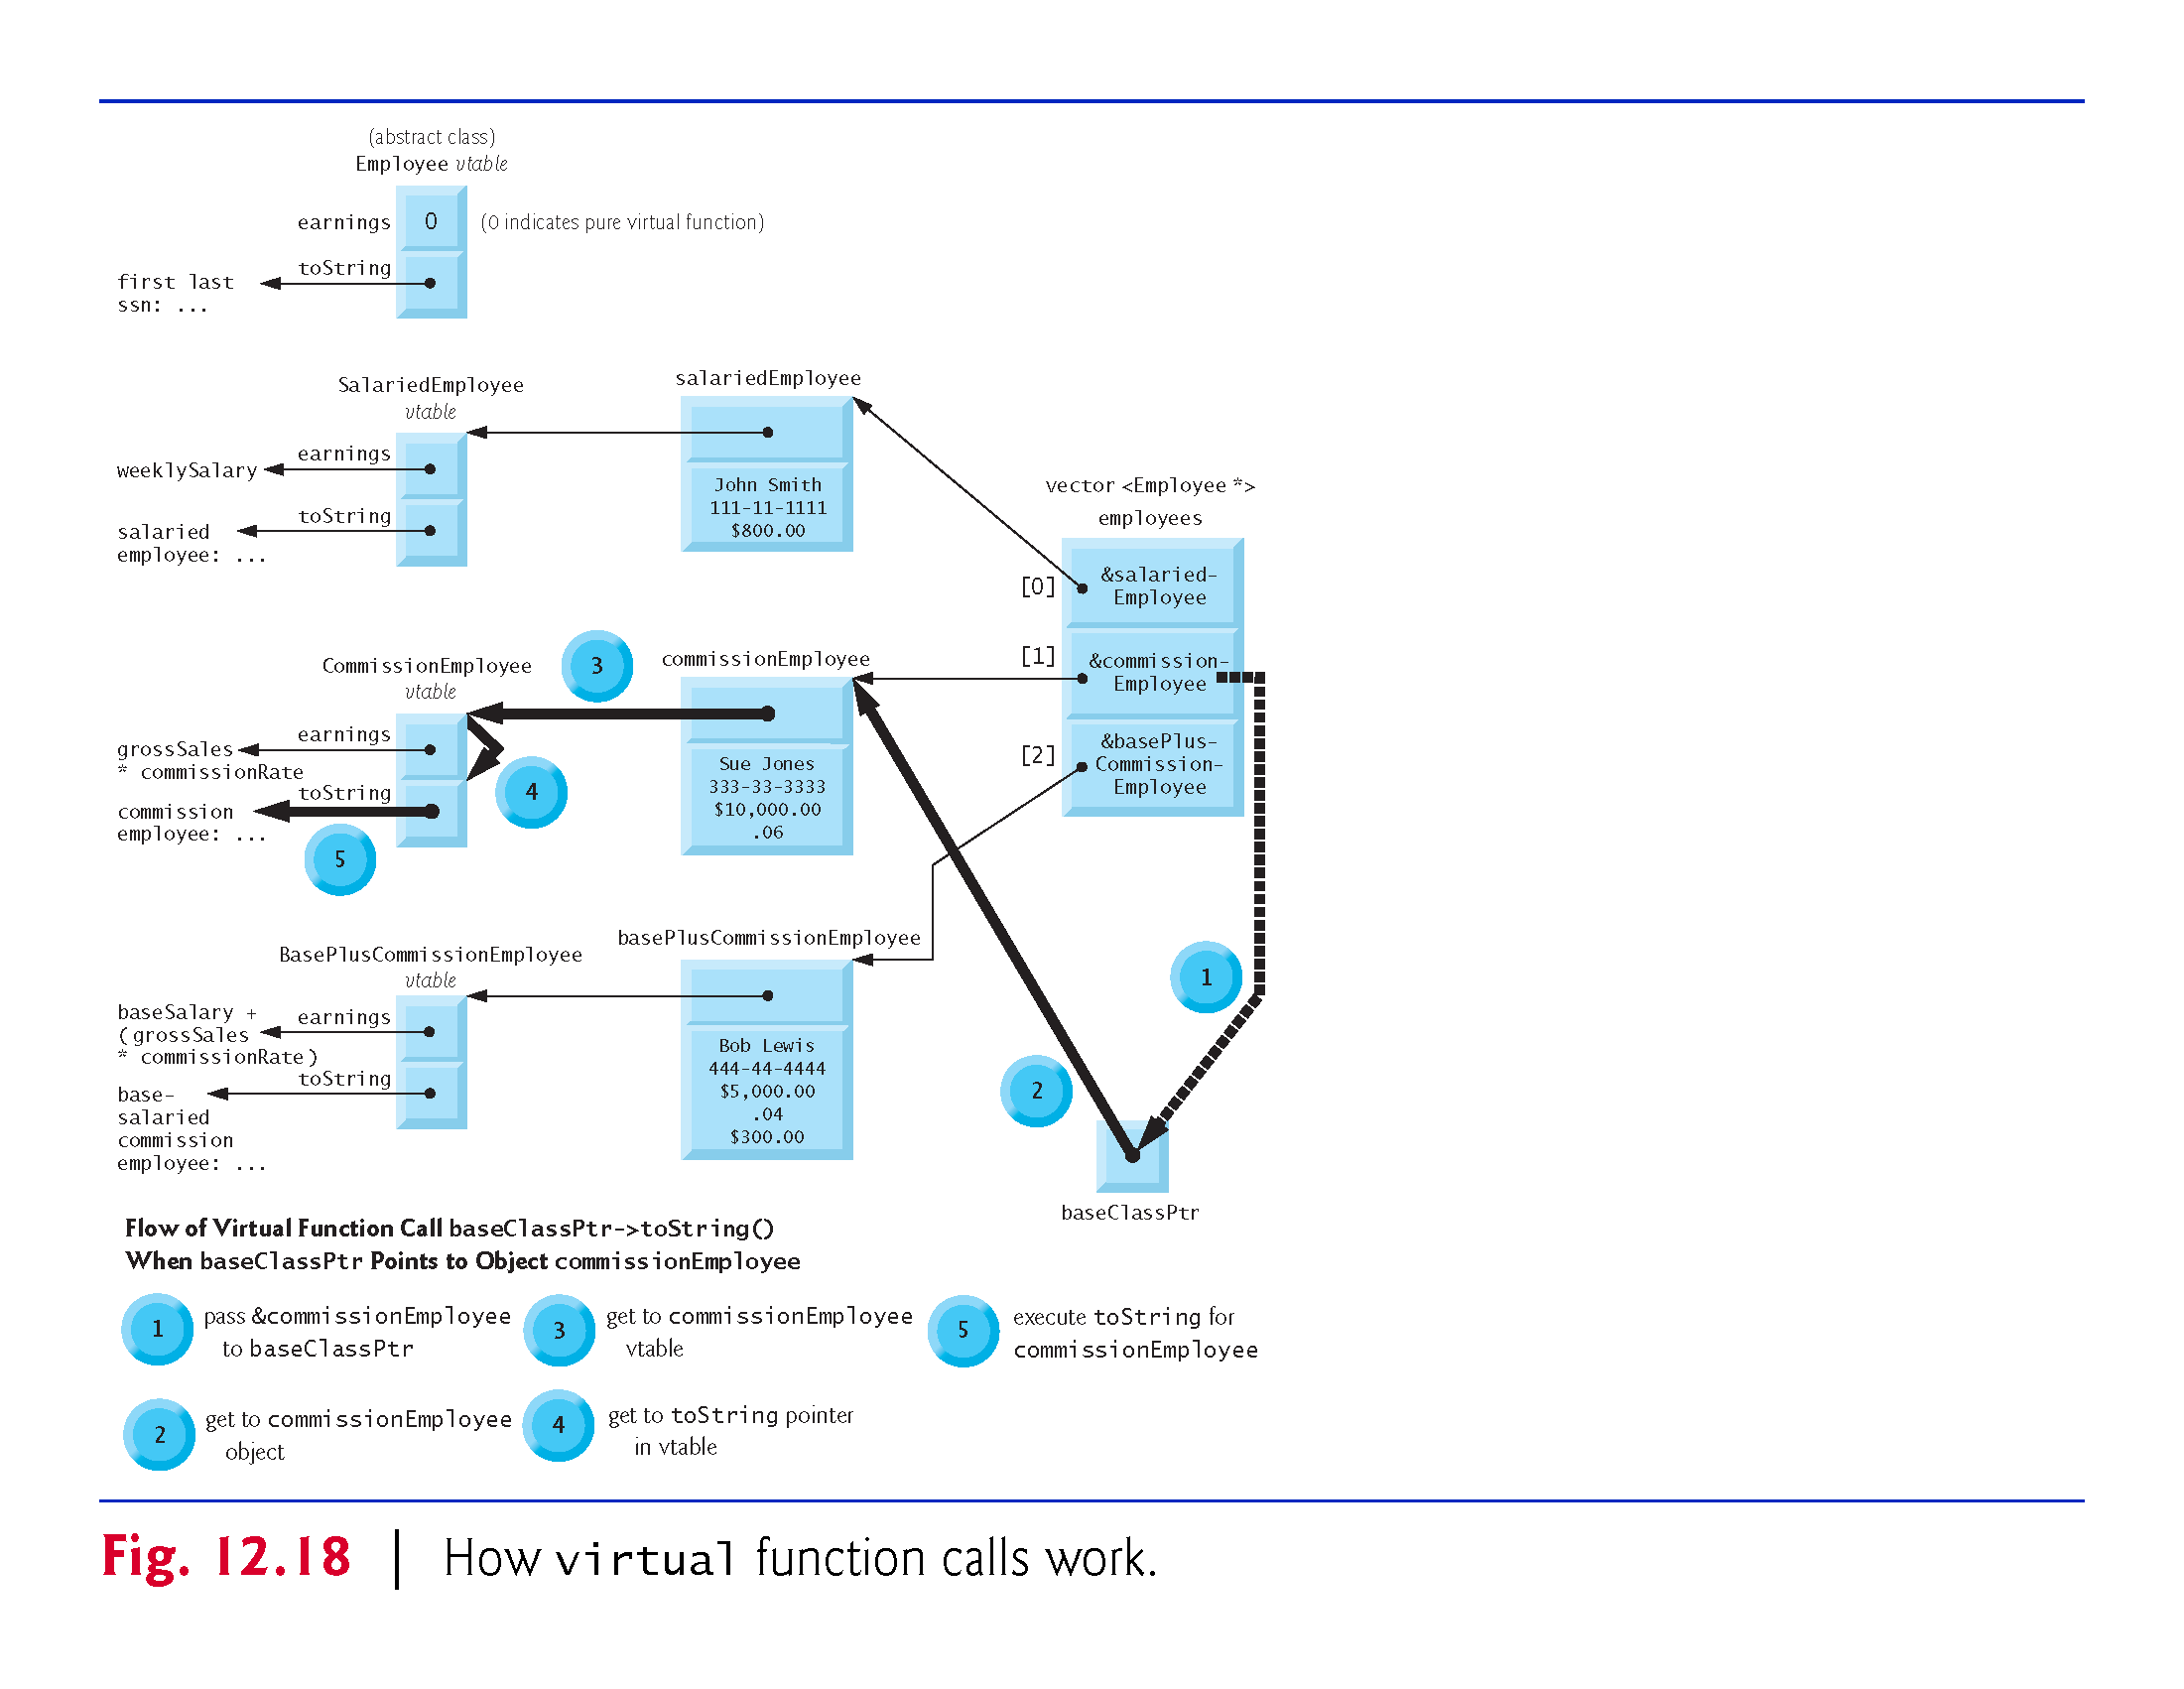 (abstract class)
Employee vtable
earnings
0
(0 indicates pure virtual function)
toString
first last
ssn: ...
SalariedEmployee
vtable
earnings
weeklySalary
toString
salaried
employee: ...
salariedEmployee
John Smith
111-11-1111
$800.00
vector <Employee *>
employees
[0]
&salaried-
Employee
[1]
&commission-
Employee
[2]
&basePlus-
Commission-
Employee
CommissionEmployee
vtable
3
commissionEmployee
earnings
grossSales
* commissionRate
toString
4
commission
employee: ...
5
Sue Jones
333-33-3333
$10,000.00
.06
BasePlusCommissionEmployee
vtable
basePlusCommissionEmployee
baseSalary +
(grossSales
* commissionRate)
earnings
toString
base-
salaried
commission
employee: ...
Bob Lewis
444-44-4444
$5,000.00
.04
$300.00
1
2
baseClassPtr
Flow of Virtual Function Call baseClassPtr->toString()
When baseClassPtr Points to Object commissionEmployee
1
pass &commissionEmployee
to baseClassPtr
2
get to commissionEmployee
object
3
get to commissionEmployee
vtable
4
get to toString pointer
in vtable
5
execute toString for
commissionEmployee
Fig. 12.18 | How virtual function calls work.